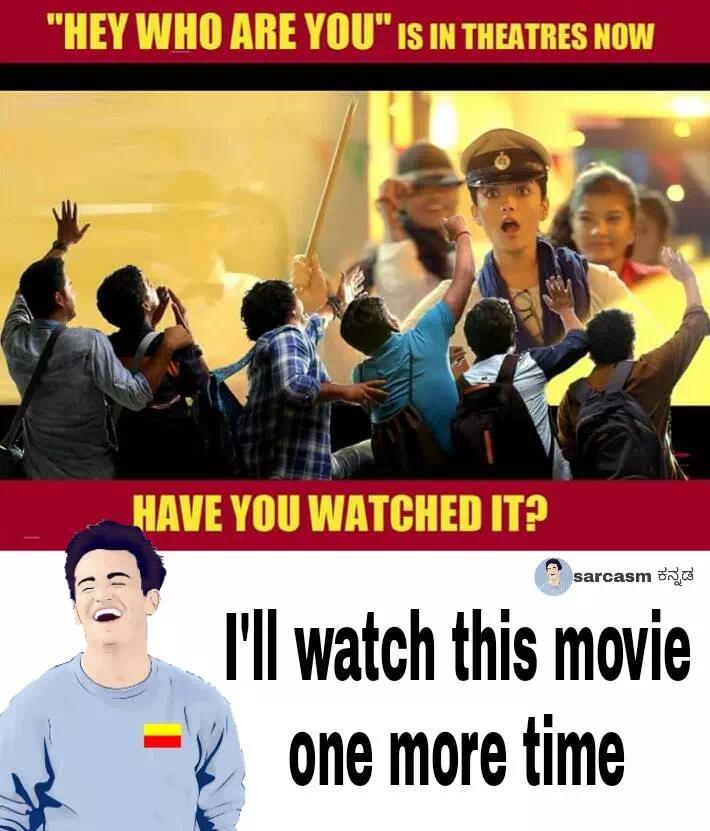 "HEY WHO ARE YOU" IS IN THEATRES NOW
HAVE YOU WATCHED IT?
sarcasm ಕನ್ನಡ
I'll watch this movie
one more time